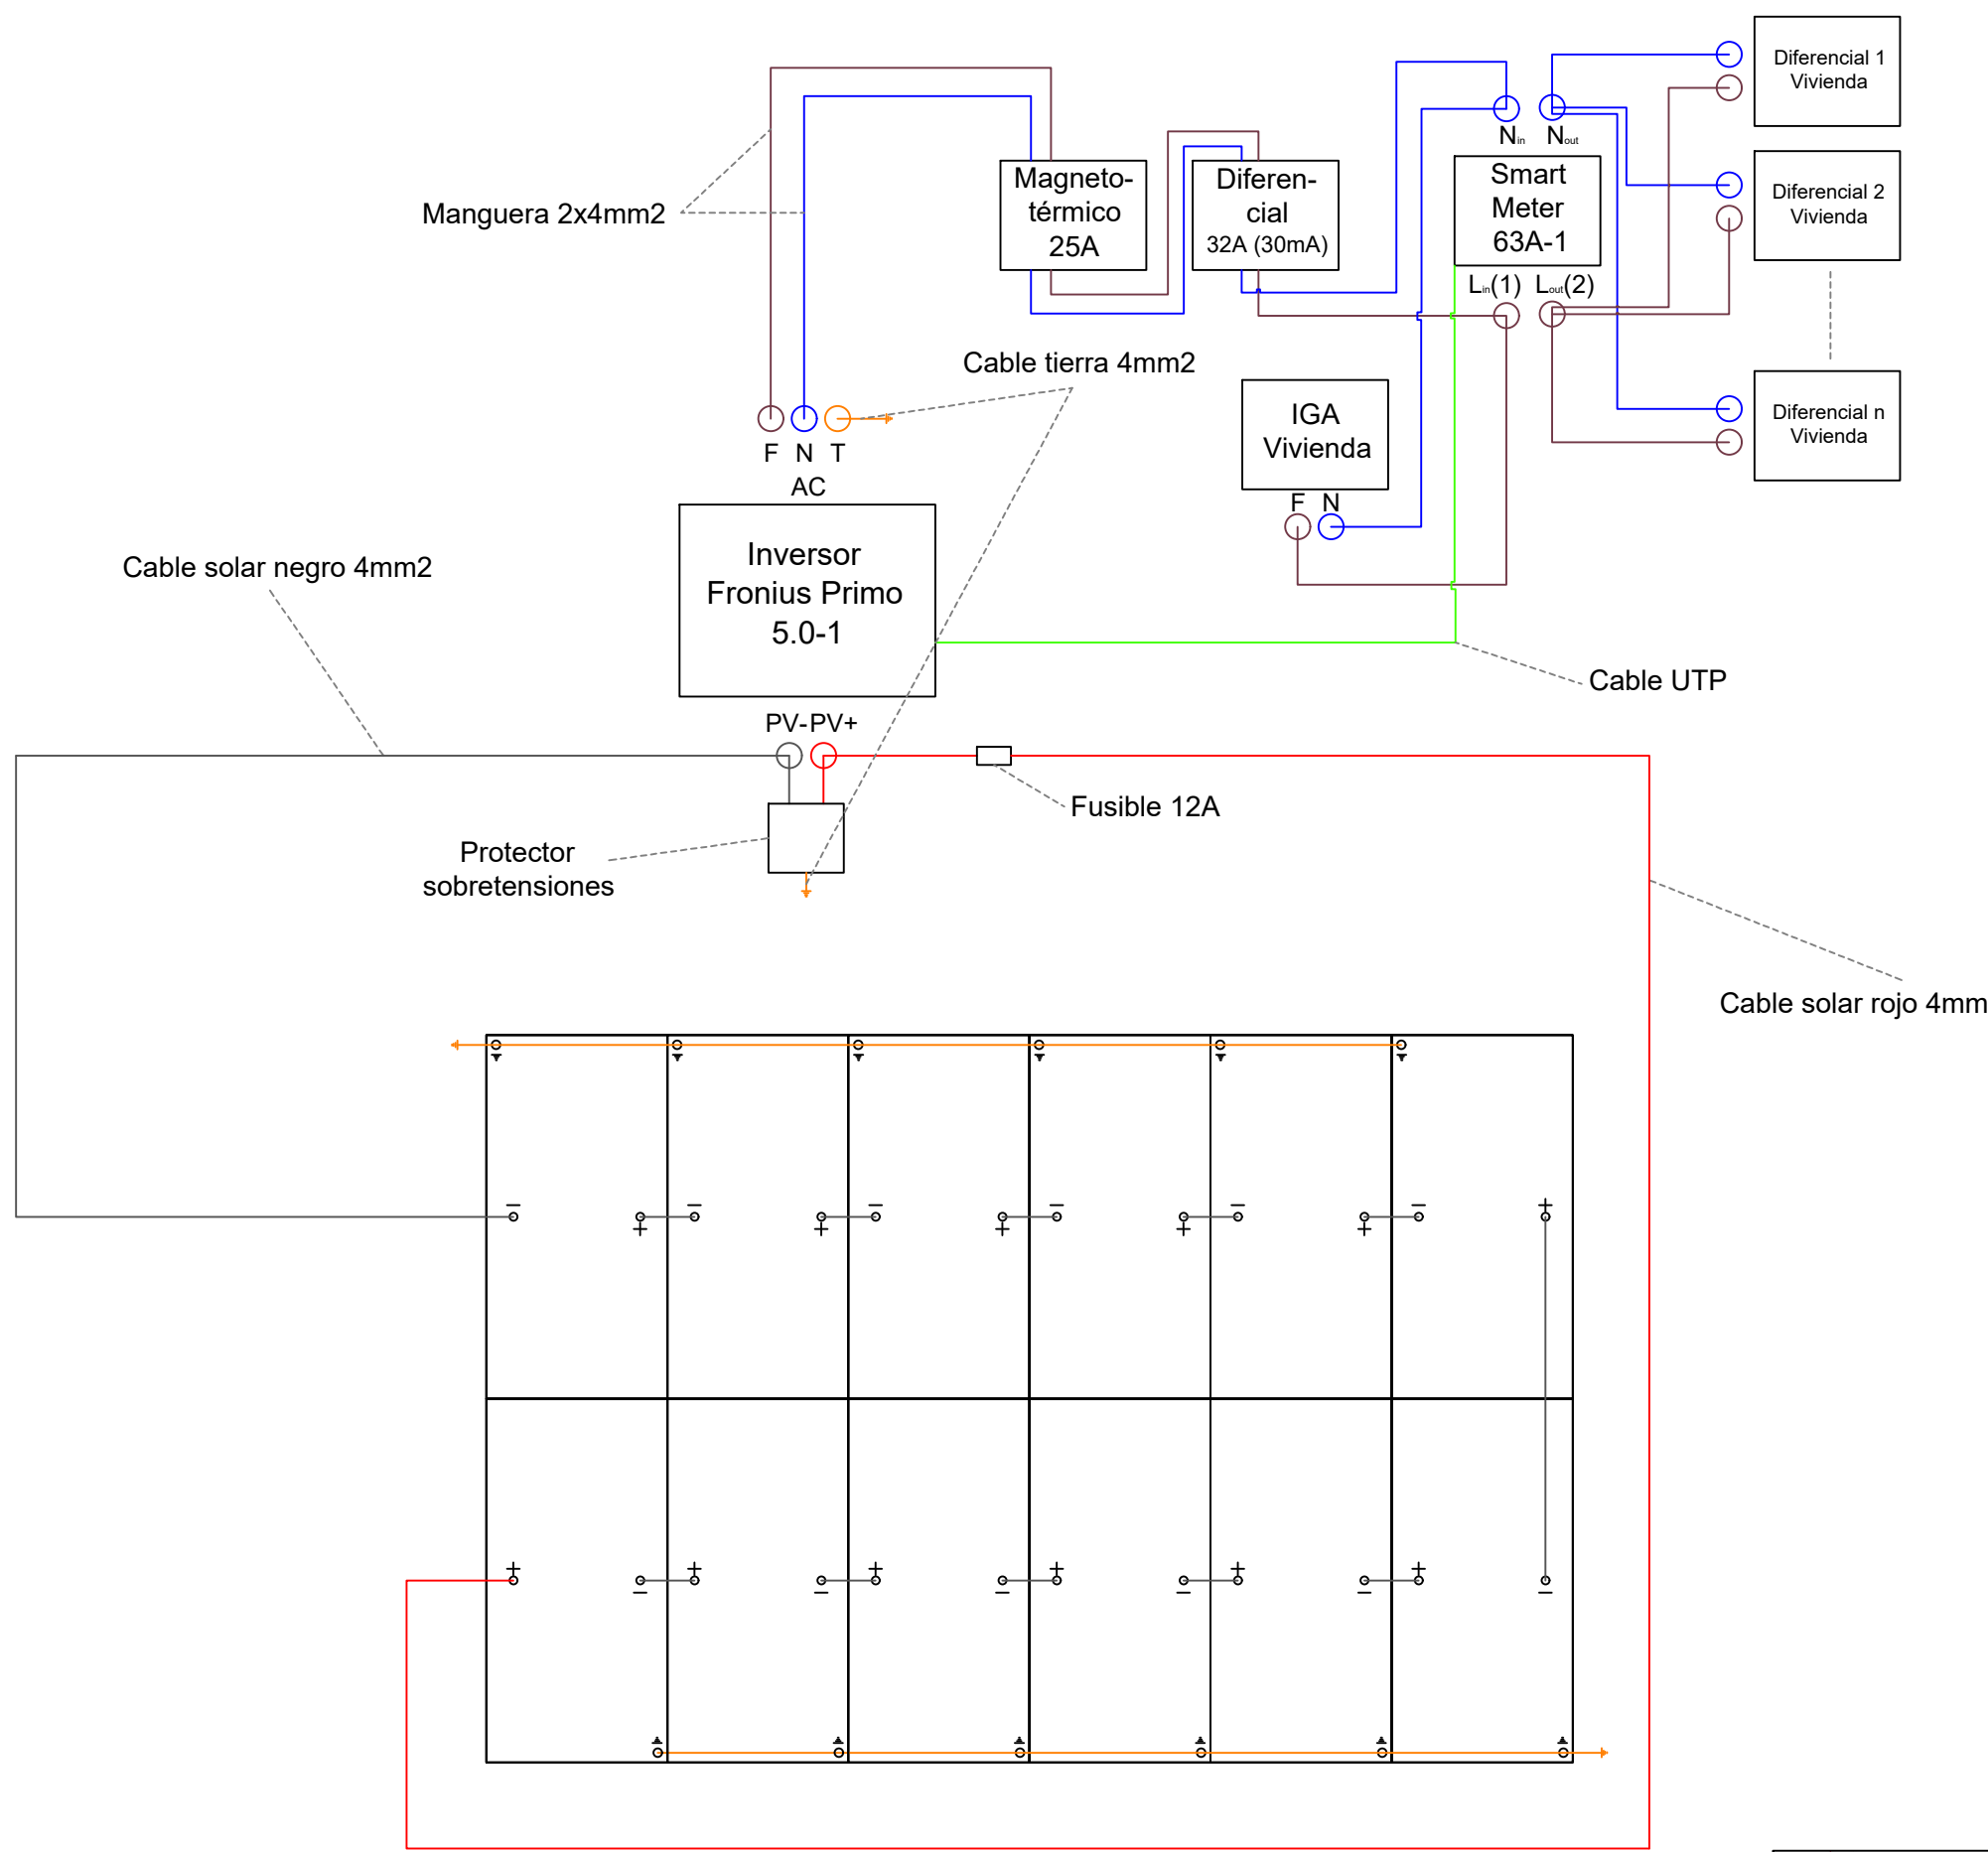 Diferencial 1
Vivienda
Magneto-
térmico
25A
Diferen-
cial
32A (30mA)
Nin
Nout
Smart
Meter
63A-1
Lin(1)
Lout(2)
Diferencial 2
Vivienda
Manguera 2x4mm2
Cable tierra 4mm2
IGA
Vivienda
F N
Diferencial n
Vivienda
F N T
AC
Inversor
Fronius Primo
5.0-1
Cable solar negro 4mm2
Cable UTP
PV-
PV+
Fusible 12A
Protector
sobretensiones
Cable solar rojo 4mm
− + − + − + − + − + − +
+ − + − + − + − + − + −